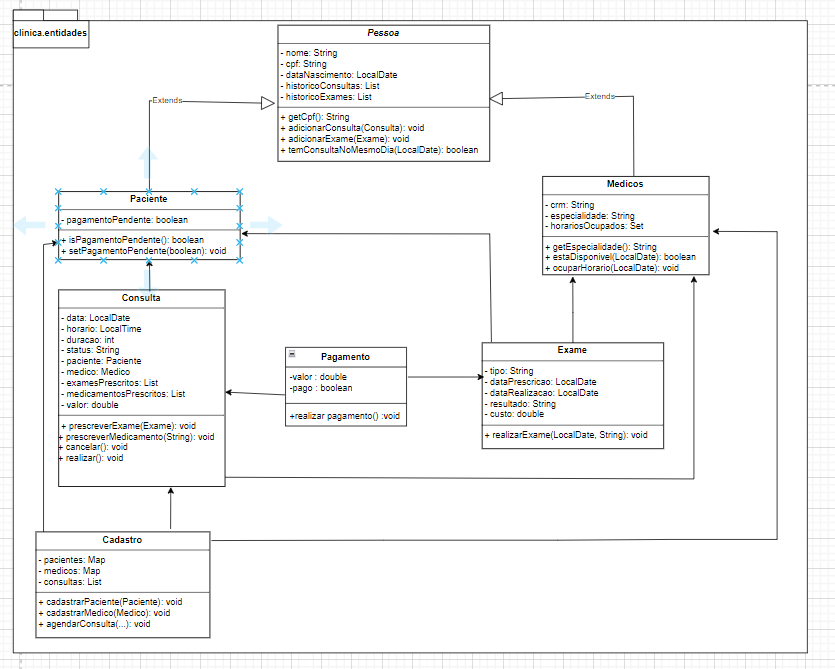 clinica.entidades
Pessoa
- nome: String
- cpf: String
- dataNascimento: LocalDate
- historicoConsultas: List
- historicoExames: List
+ getCpf(): String
+ adicionarConsulta(Consulta): void
+ adicionarExame(Exame): void
+ temConsultaNoMesmoDia(LocalDate): boolean
Extends
Extends
Paciente
- pagamentoPendente: boolean
+ isPagamentoPendente(): boolean
+ setPagamentoPendente(boolean): void
Medicos
- crm: String
- especialidade: String
- horariosOcupados: Set
+ getEspecialidade(): String
+ estaDisponivel(LocalDate): boolean
+ ocuparHorario(LocalDate): void
Consulta
- data: LocalDate
- horario: LocalTime
- duracao: int
- status: String
- paciente: Paciente
- medico: Medico
- examesPrescritos: List
- medicamentosPrescritos: List
- valor: double
+ prescreverExame(Exame): void
+ prescreverMedicamento(String): void
+ cancelar(): void
+ realizar(): void
Pagamento
-valor : double
-pago : boolean
+realizar pagamento() :void
Exame
- tipo: String
- dataPrescricao: LocalDate
- dataRealizacao: LocalDate
- resultado: String
- custo: double
+ realizarExame(LocalDate, String): void
Cadastro
- pacientes: Map
- medicos: Map
- consultas: List
+ cadastrarPaciente(Paciente): void
+ cadastrarMedico(Medico): void
+ agendarConsulta(...): void